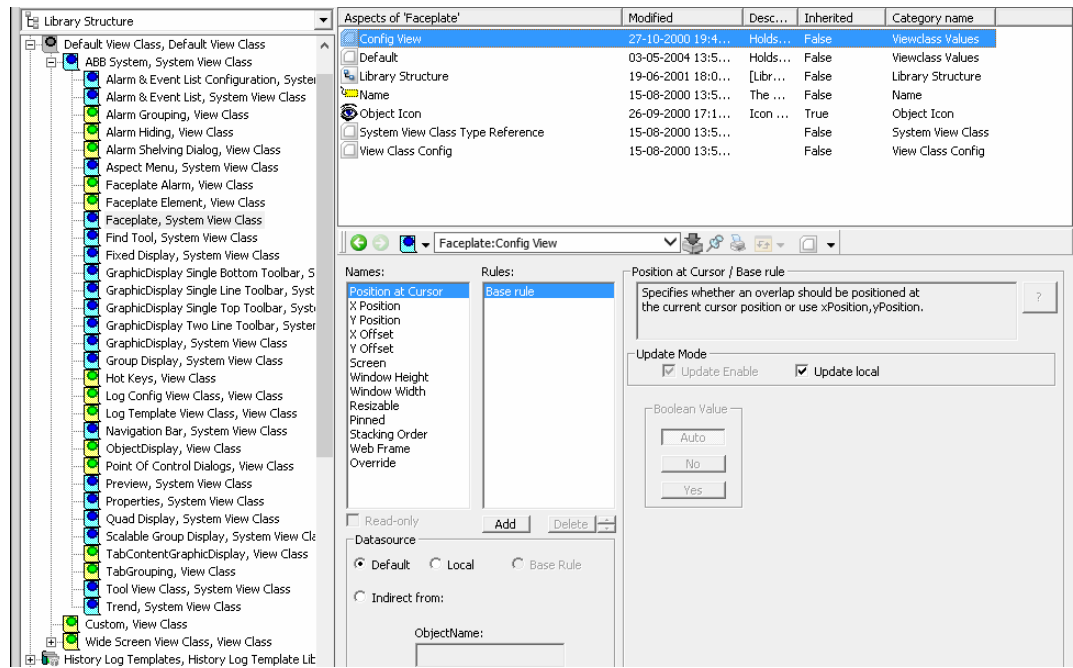 Library Structure
Default View Class, Default View Class
ABB System, System View Class
Alarm & Event List Configuration, System
Alarm & Event List, System View Class
Alarm Grouping, View Class
Alarm Hiding, View Class
Alarm Shelving Dialog, View Class
Aspect Menu, System View Class
Faceplate Alarm, View Class
Faceplate Element, View Class
Faceplate, System View Class
Find Tool, System View Class
Fixed Display, System View Class
GraphicDisplay Single Bottom Toolbar, S
GraphicDisplay Single Line Toolbar, Syst
GraphicDisplay Single Top Toolbar, Syst
GraphicDisplay Two Line Toolbar, System
GraphicDisplay, System View Class
Group Display, System View Class
Hot Keys, View Class
Log Config View Class, View Class
Log Template View Class, View Class
Navigation Bar, System View Class
ObjectDisplay, View Class
Point Of Control Dialogs, View Class
Preview, System View Class
Properties, System View Class
Quad Display, System View Class
Scalable Group Display, System View Cla
TabContentGraphicDisplay, View Class
TabGrouping, View Class
Tool View Class, System View Class
Trend, System View Class
Custom, View Class
Wide Screen View Class, View Class
History Log Templates, History Log Template Lib
Aspects of 'Faceplate' Modified Desc... Inherited Category name
Config View 27-10-2000 19:4... Holds... False Viewclass Values
Default 03-05-2004 13:5... Holds... False Viewclass Values
Library Structure 19-06-2001 18:0... [Libr... False Library Structure
Name 15-08-2000 13:5... The ... False Name
Object Icon 26-09-2000 17:1... Icon ... True Object Icon
System View Class Type Reference 15-08-2000 13:5... False System View Class
View Class Config 15-08-2000 13:5... False View Class Config
Faceplate:Config View
Names:
Position at Cursor
X Position
Y Position
X Offset
Y Offset
Screen
Window Height
Window Width
Resizable
Pinned
Stacking Order
Web Frame
Override
Read-only
Rules:
Base rule
Add Delete
Datasource
Default Local Base Rule
Indirect from:
ObjectName:
Position at Cursor / Base rule
Specifies whether an overlap should be positioned at
the current cursor position or use xPosition,yPosition.
?
Update Mode
Update Enable Update local
Boolean Value
Auto
No
Yes